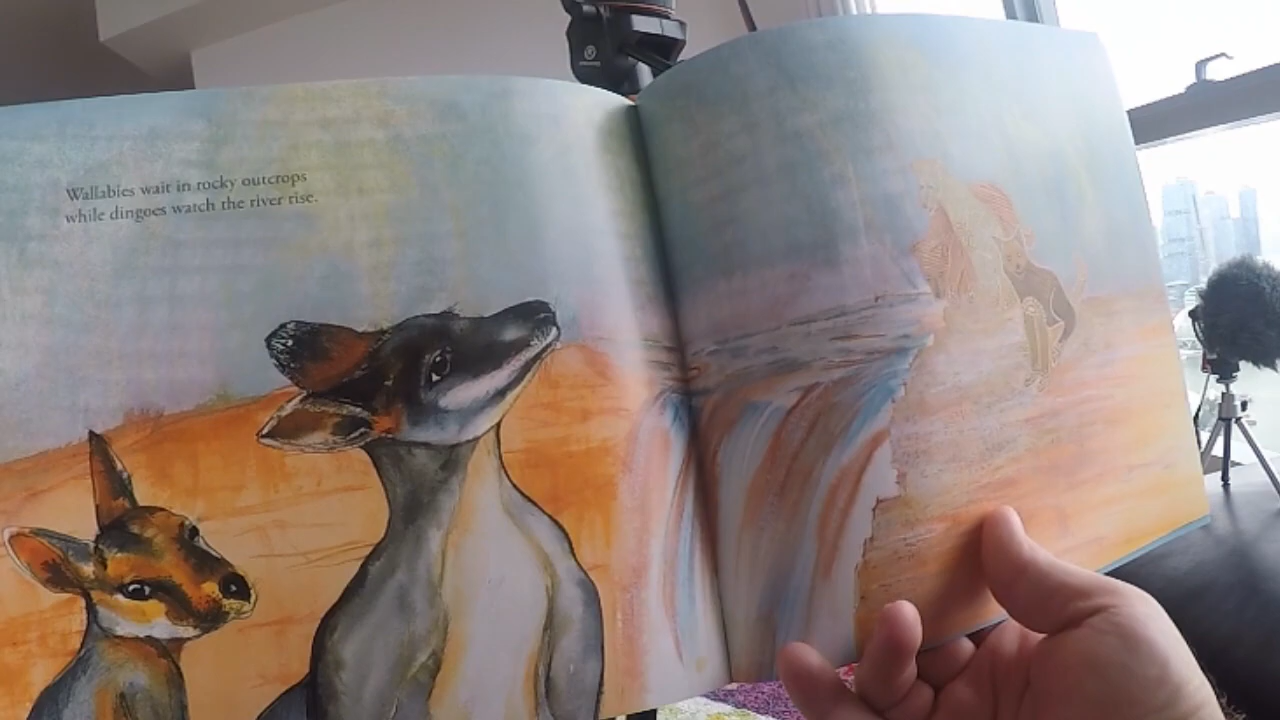 Wallabies wait in rocky outcrops
while dingoes watch the river rise.